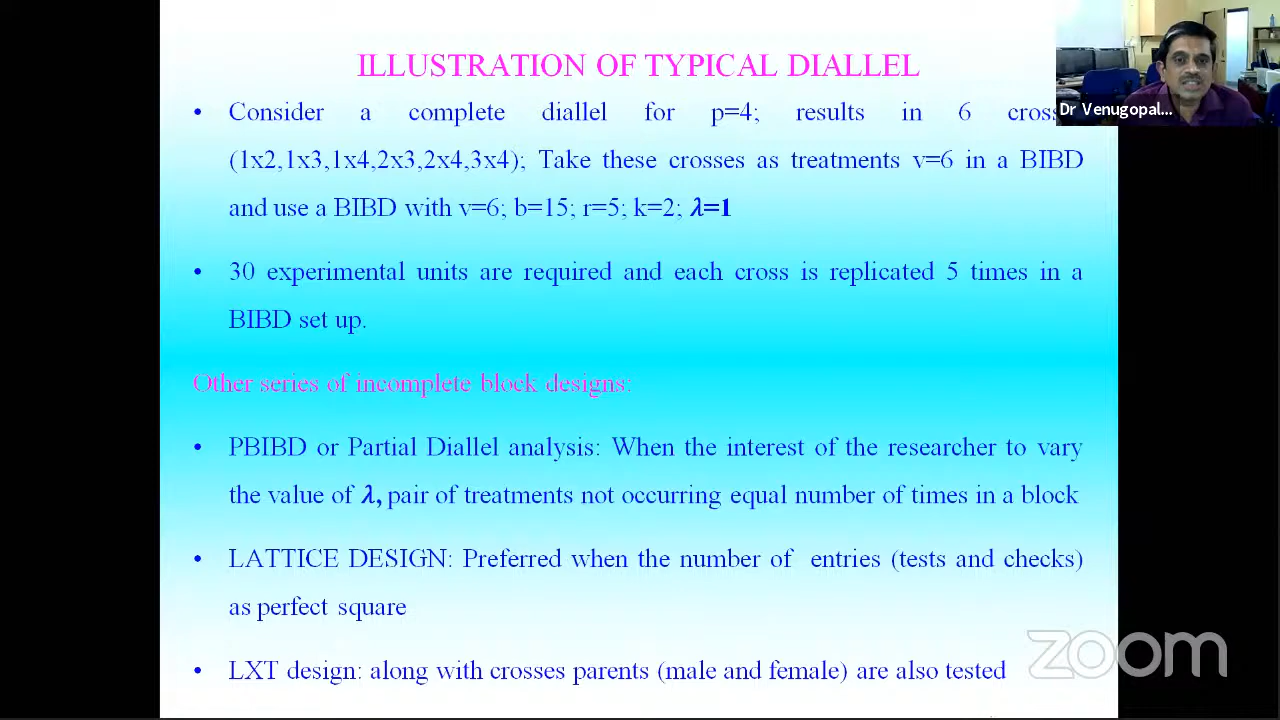 ILLUSTRATION OF TYPICAL DIALLEL
Dr Venugopal...
• Consider a complete diallel for p=4; results in 6
(1x2,1x3,1x4,2x3,2x4,3x4); Take these crosses as treatments v=6 in a BIBD
and use a BIBD with v=6; b=15; r=5; k=2; λ=1
• 30 experimental units are required and each cross is replicated 5 times in a
BIBD set up.
Other series of incomplete block designs:
• PBIBD or Partial Diallel analysis: When the interest of the researcher to vary
the value of λ, pair of treatments not occurring equal number of times in a block
• LATTICE DESIGN: Preferred when the number of entries (tests and checks)
as perfect square
• LXT design: along with crosses parents (male and female) are also tested
zoom